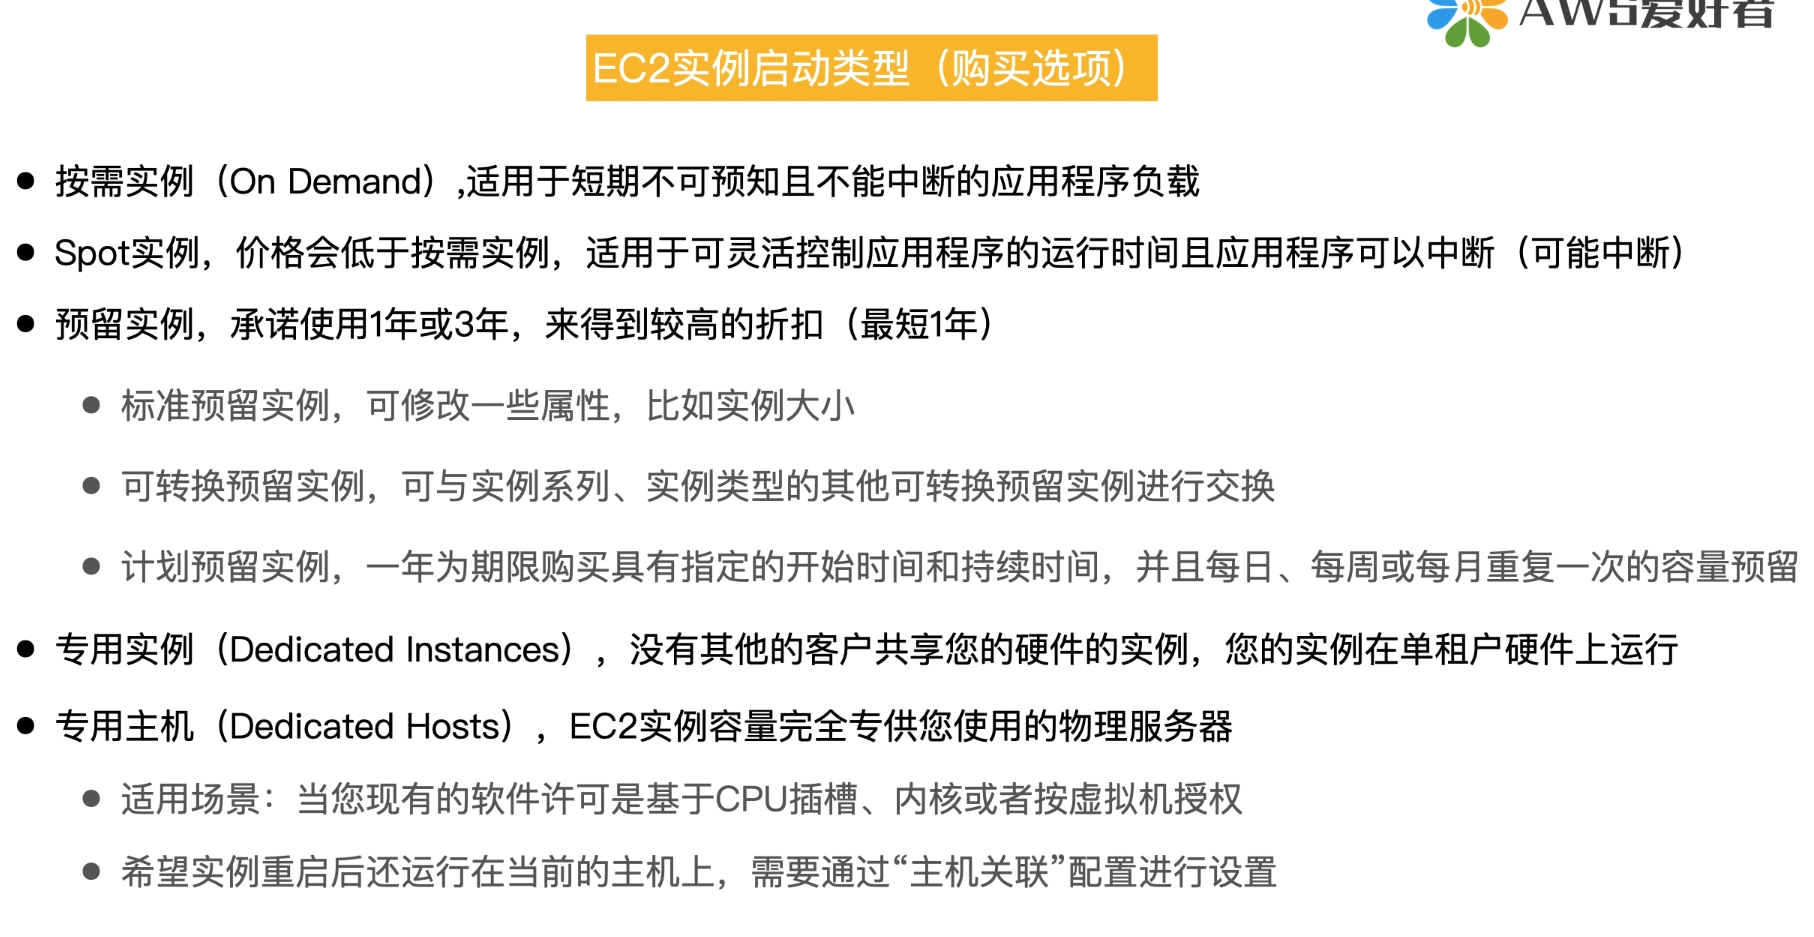 AWS爱好者
EC2实例启动类型（购买选项）
按需实例（On Demand）,适用于短期不可预知且不能中断的应用程序负载
Spot实例，价格会低于按需实例，适用于可灵活控制应用程序的运行时间且应用程序可以中断（可能中断）
预留实例，承诺使用1年或3年，来得到较高的折扣（最短1年）
标准预留实例，可修改一些属性，比如实例大小
可转换预留实例，可与实例系列、实例类型的其他可转换预留实例进行交换
计划预留实例，一年为期限购买具有指定的开始时间和持续时间，并且每日、每周或每月重复一次的容量预留
专用实例（Dedicated Instances），没有其他的客户共享您的硬件的实例，您的实例在单租户硬件上运行
专用主机（Dedicated Hosts），EC2实例容量完全专供您使用的物理服务器
适用场景：当您现有的软件许可是基于CPU插槽、内核或者按虚拟机授权
希望实例重启后还运行在当前的主机上，需要通过“主机关联”配置进行设置